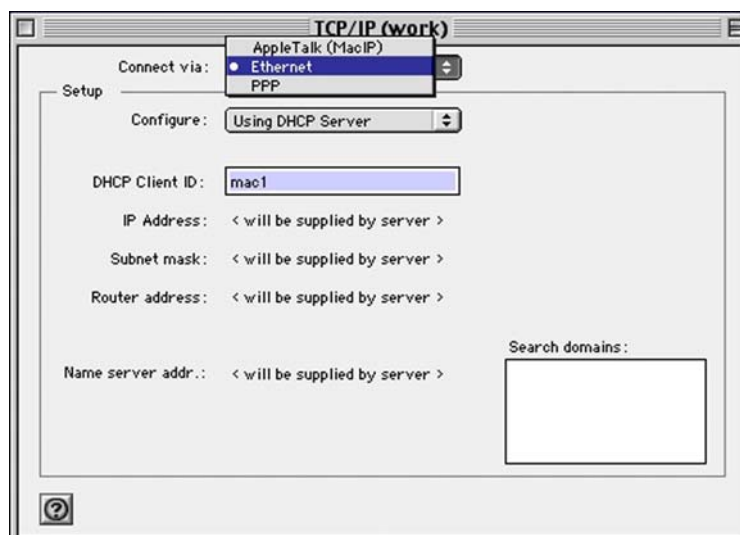 TCP/IP (work)
AppleTalk (MacIP)
Connect via:
Ethernet
PPP
Setup
Configure: Using DHCP Server
DHCP Client ID: mac1
IP Address: < will be supplied by server >
Subnet mask: < will be supplied by server >
Router address: < will be supplied by server >
Search domains:
Name server addr.: < will be supplied by server >
?